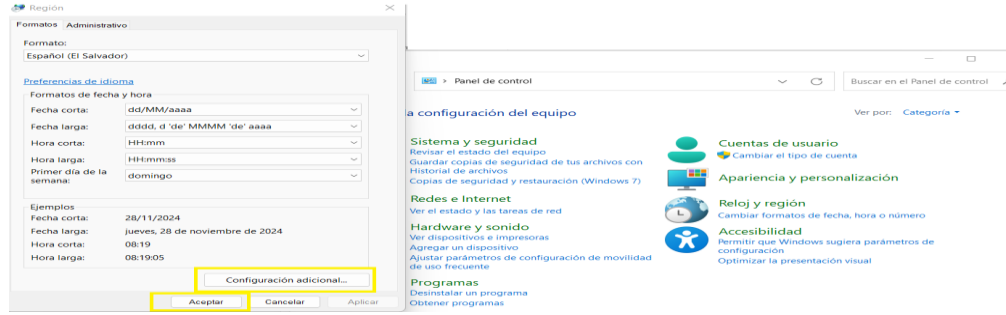 Región
Formatos Administrativo
Formato:
Español (El Salvador)
Preferencias de idioma
Formatos de fecha y hora
Fecha corta: dd/MM/aaaa
Fecha larga: dddd, d 'de' MMMM 'de' aaaa
Hora corta: HH:mm
Hora larga: HH:mm:ss
Primer día de la
semana: domingo
Ejemplos
Fecha corta: 28/11/2024
Fecha larga: jueves, 28 de noviembre de 2024
Hora corta: 08:19
Hora larga: 08:19:05
Configuración adicional...
Aceptar Cancelar Aplicar
Panel de control
Buscar en el Panel de control
la configuración del equipo
Ver por: Categoría
Sistema y seguridad
Revisar el estado del equipo
Guardar copias de seguridad de tus archivos con
Historial de archivos
Copias de seguridad y restauración (Windows 7)
Redes e Internet
Ver el estado y las tareas de red
Hardware y sonido
Ver dispositivos e impresoras
Agregar un dispositivo
Ajustar parámetros de configuración de movilidad
de uso frecuente
Programas
Desinstalar un programa
Obtener programas
Cuentas de usuario
Cambiar el tipo de cuenta
Apariencia y personalización
Reloj y región
Cambiar formatos de fecha, hora o número
Accesibilidad
Permitir que Windows sugiera parámetros de
configuración
Optimizar la presentación visual